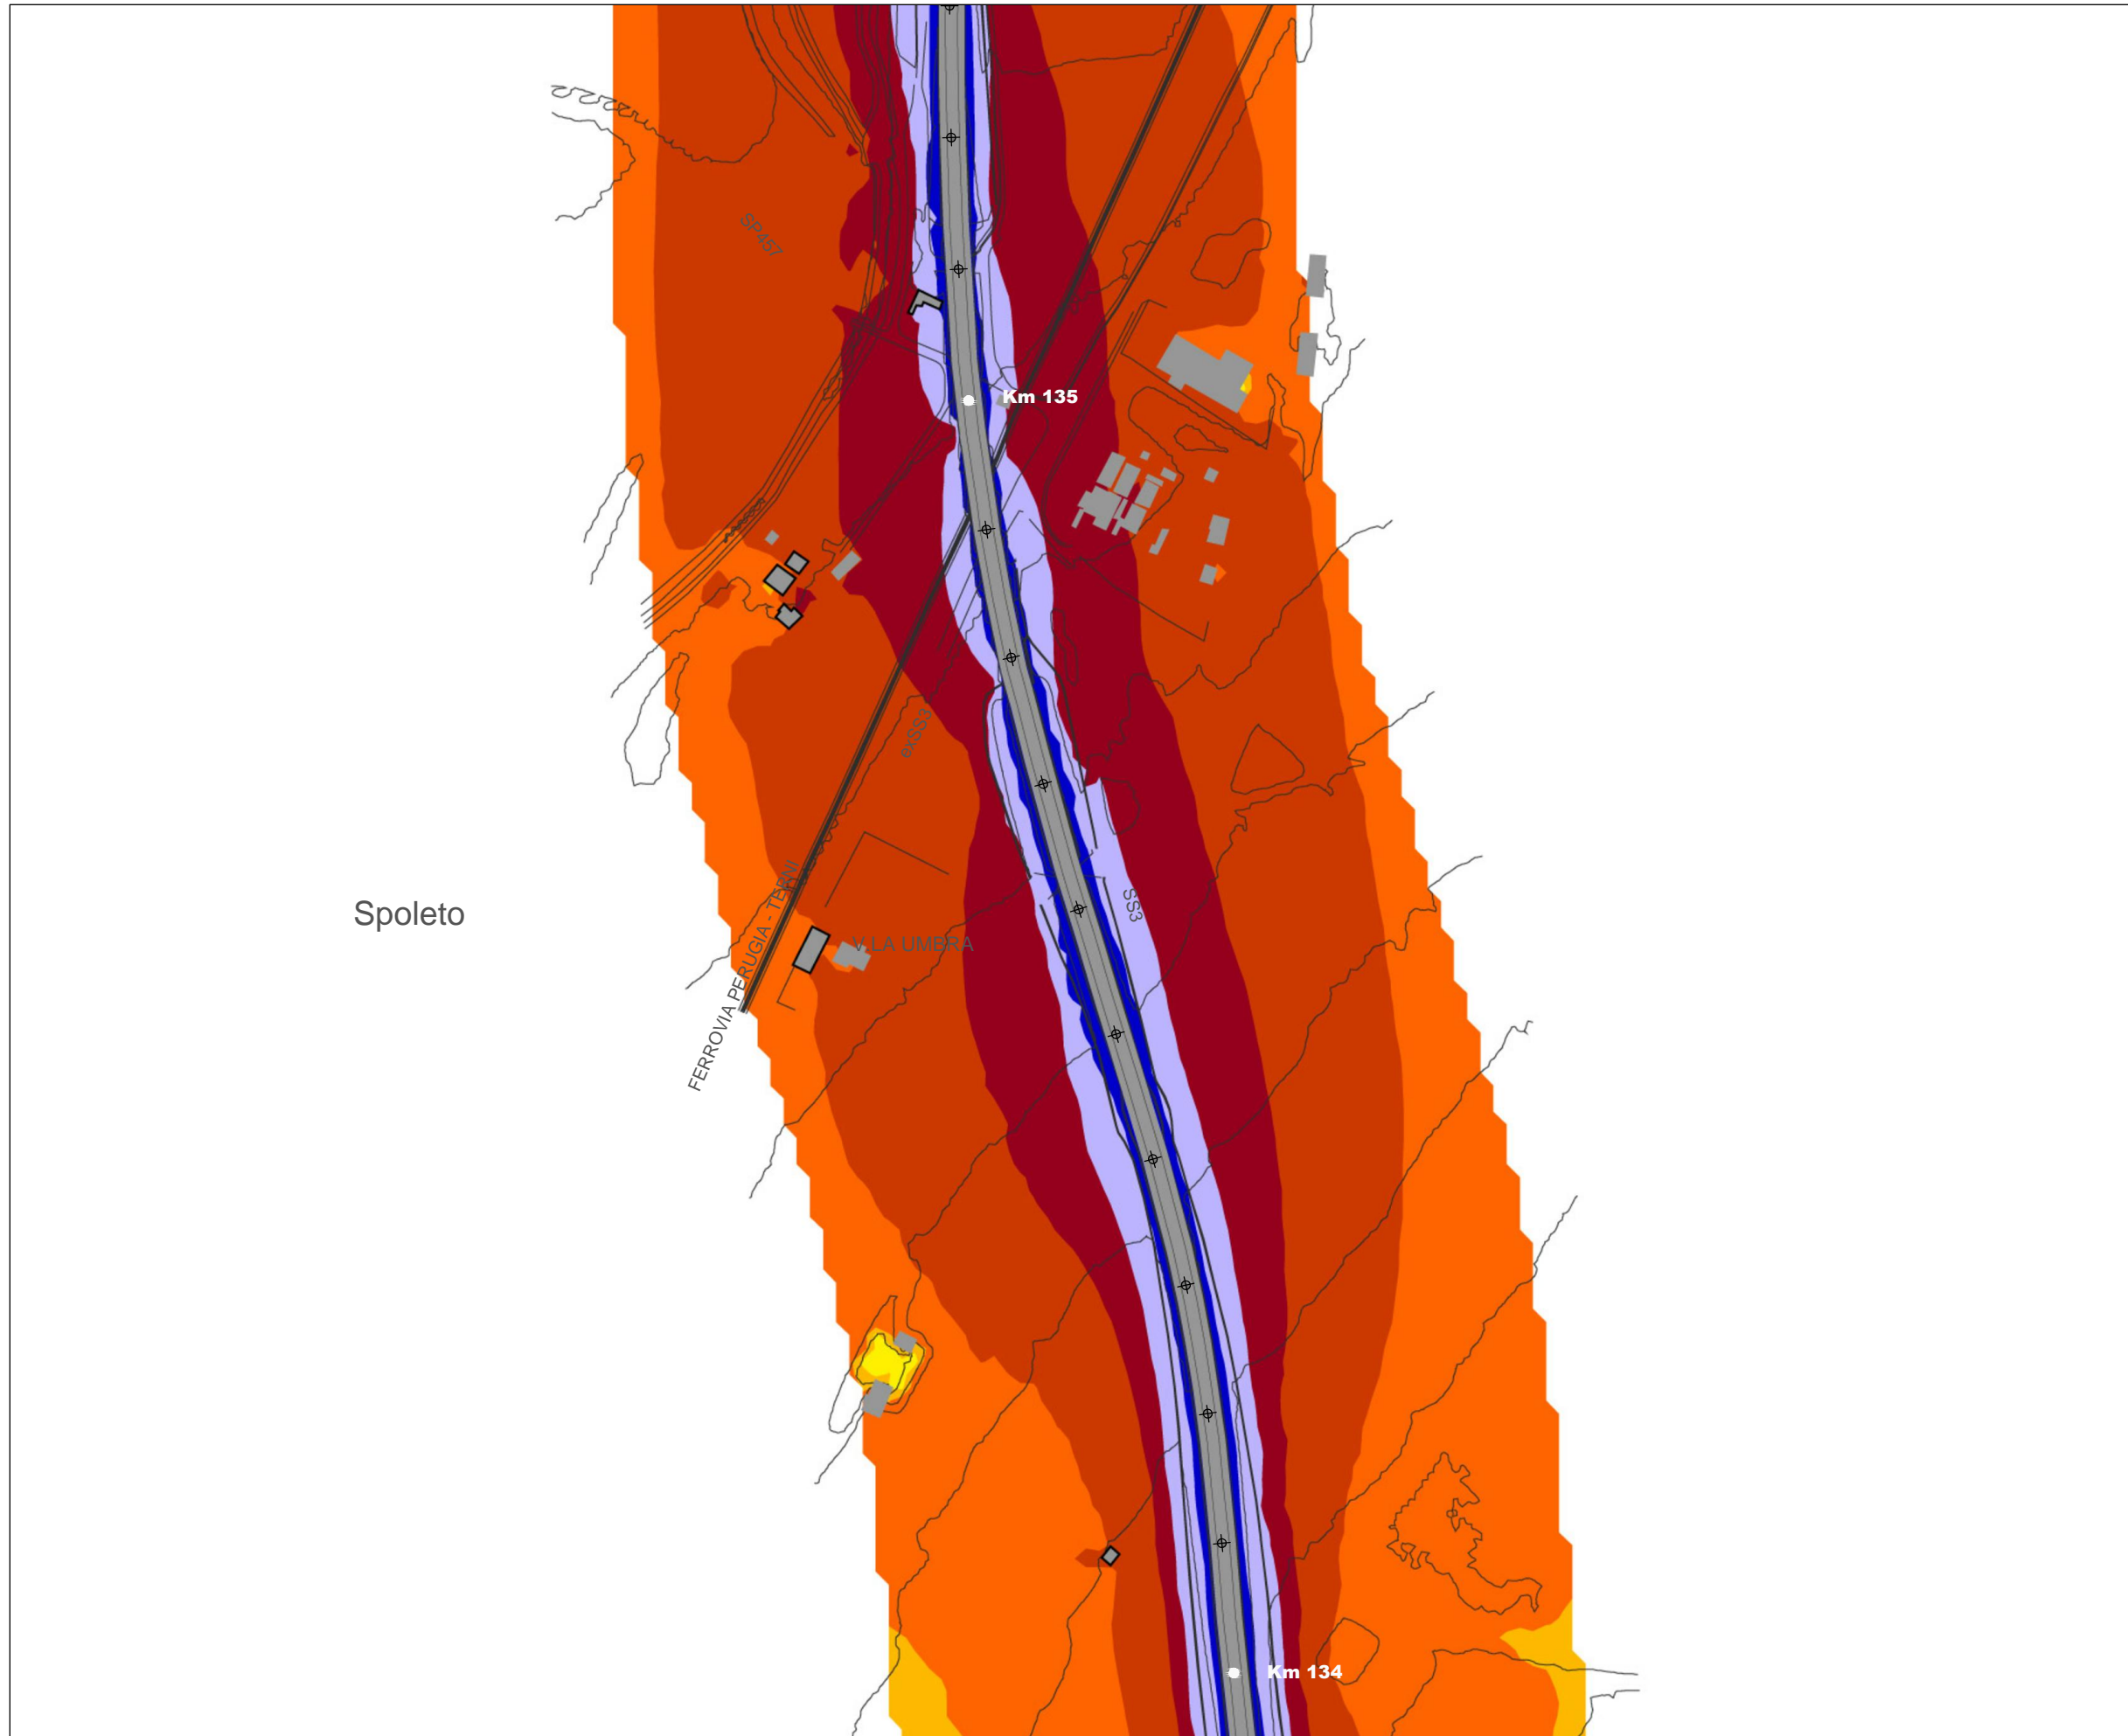 SP457
Km 135
exSS3
FERROVIA PERUGIA - TERNI
SS3
Spoleto
V.LA UMBRA
Km 134